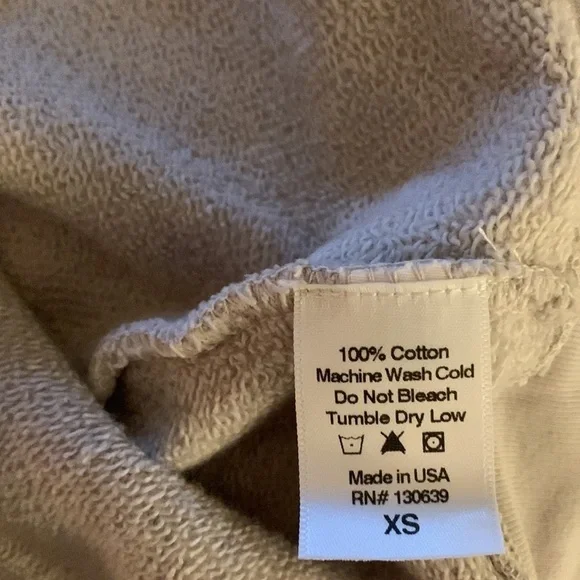 100% Cotton
Machine Wash Cold
Do Not Bleach
Tumble Dry Low
Made in USA
RN# 130639
XS